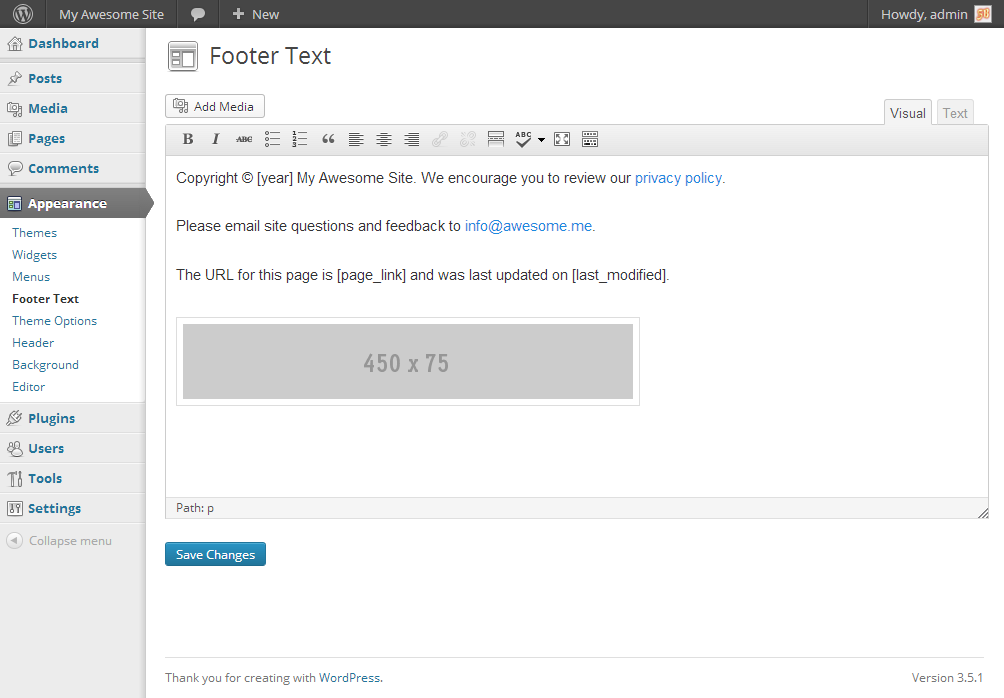 My Awesome Site
New
Howdy, admin
Dashboard
Posts
Media
Pages
Comments
Appearance
Themes
Widgets
Menus
Footer Text
Theme Options
Header
Background
Editor
Plugins
Users
Tools
Settings
Collapse menu
Footer Text
Add Media
Visual
Text
B I ABC ABC
Copyright © [year] My Awesome Site. We encourage you to review our privacy policy.
Please email site questions and feedback to info@awesome.me.
The URL for this page is [page_link] and was last updated on [last_modified].
450 x 75
Path: p
Save Changes
Thank you for creating with WordPress.
Version 3.5.1